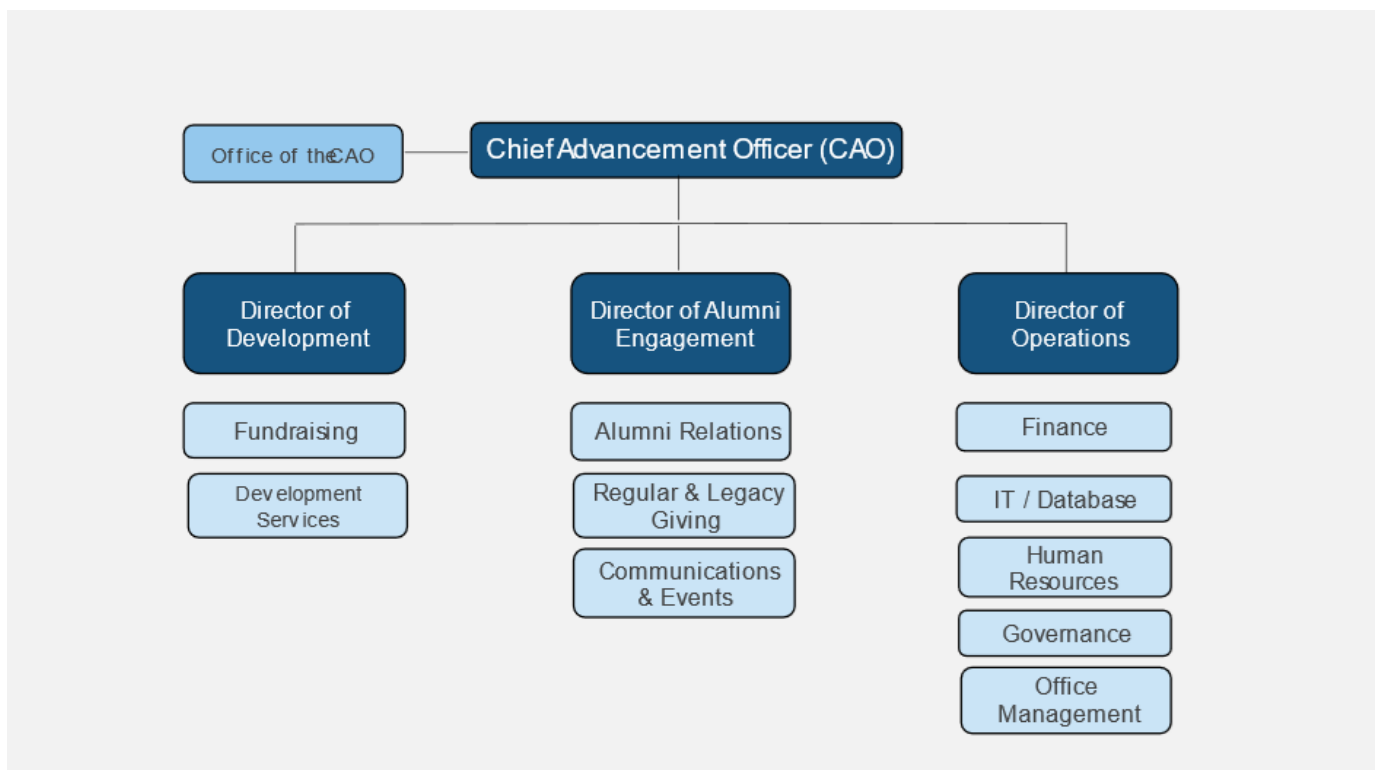 Office of the CAO
Chief Advancement Officer (CAO)
Director of
Development
Director of Alumni
Engagement
Director of
Operations
Fundraising
Development
Services
Alumni Relations
Regular & Legacy
Giving
Communications
& Events
Finance
IT / Database
Human
Resources
Governance
Office
Management